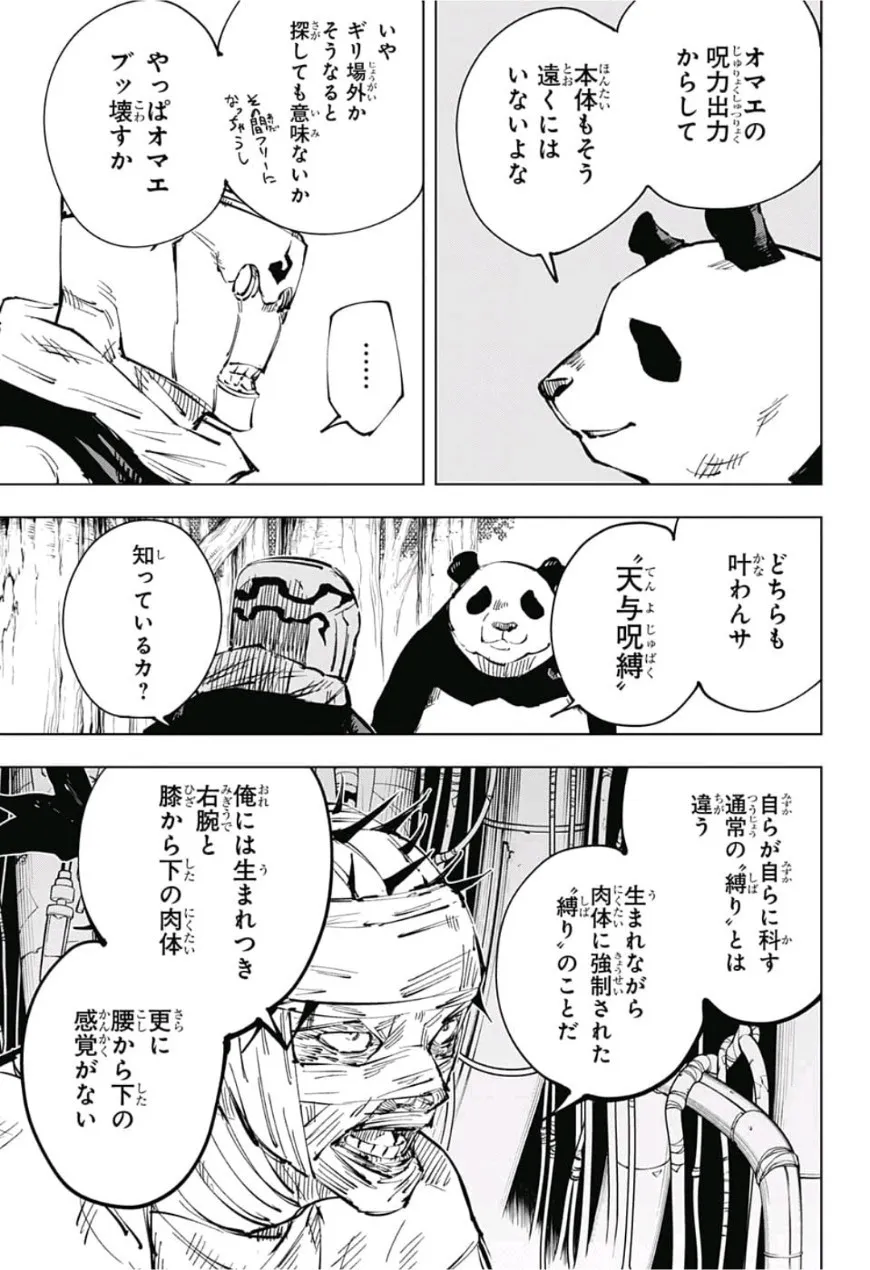 オマエの
呪力出力
からして
本体もそう
遠くには
いないよな
いや
ギリ場外か
そうなると
探しても意味ないか
その間フリーに
なっちゃうし
やっぱオマエ
ブッ壊すか
……
どちらも
叶わんサ
〝天与呪縛〟
知っているカ？
自らが自らに科す
通常の〝縛り〟とは
違う
生まれながら
肉体に強制された
〝縛り〟のことだ
俺には生まれつき
右腕と
膝から下の肉体
更に
腰から下の
感覚がない